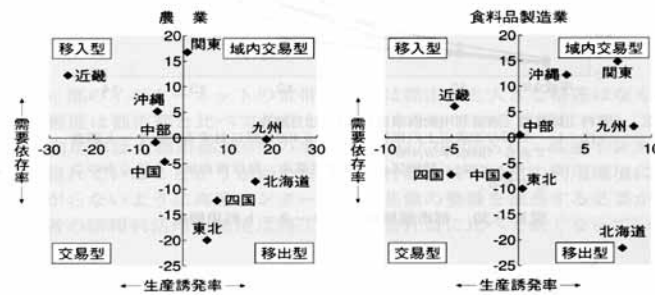 農 業
移入型
域内交易型
関東
近畿
沖縄
中部
九州
中国
北海道
四国
東北
交易型
移出型
20
15
10
5
0
-5
-10
-15
-20
-25
-30 -20 -10 0 10 20 30
需要依存率
生産誘発率
食料品製造業
移入型
域内交易型
沖縄
関東
近畿
中部
九州
四国
中国
東北
北海道
交易型
移出型
20
15
10
5
0
-5
-10
-15
-20
-25
-10 -5 0 5 10
需要依存率
生産誘発率